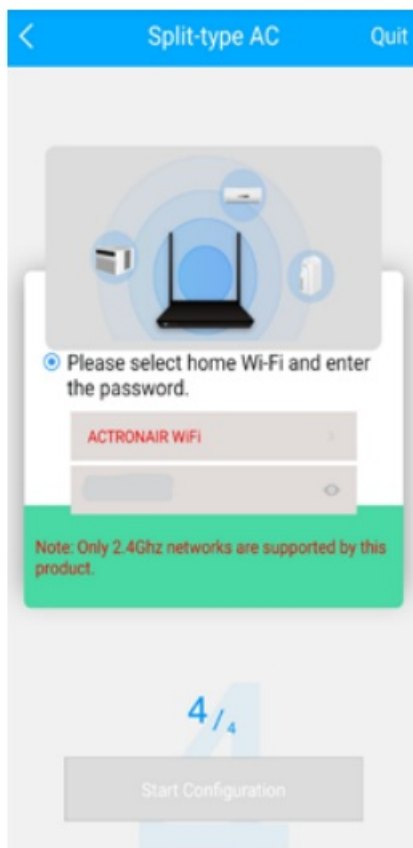 Split-type AC Quit
Please select home Wi-Fi and enter
the password.
ACTRONAIR WiFi
Note: Only 2.4Ghz networks are supported by this
product.
4/4
Start Configuration